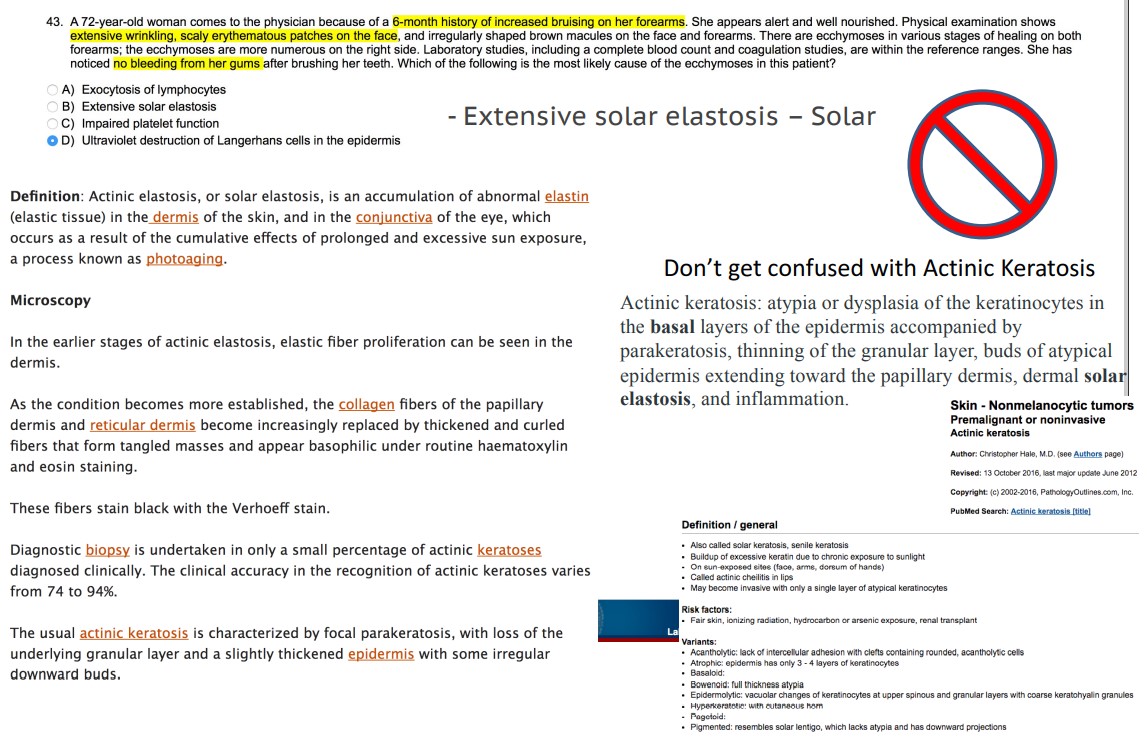 43. A 72-year-old woman comes to the physician because of a 6-month history of increased bruising on her forearms. She appears alert and well nourished. Physical examination shows
extensive wrinkling, scaly erythematous patches on the face, and irregularly shaped brown macules on the face and forearms. There are ecchymoses in various stages of healing on both
forearms; the ecchymoses are more numerous on the right side. Laboratory studies, including a complete blood count and coagulation studies, are within the reference ranges. She has
noticed no bleeding from her gums after brushing her teeth. Which of the following is the most likely cause of the ecchymoses in this patient?
A) Exocytosis of lymphocytes
B) Extensive solar elastosis
C) Impaired platelet function
D) Ultraviolet destruction of Langerhans cells in the epidermis
- Extensive solar elastosis – Solar
Definition: Actinic elastosis, or solar elastosis, is an accumulation of abnormal elastin
(elastic tissue) in the dermis of the skin, and in the conjunctiva of the eye, which
occurs as a result of the cumulative effects of prolonged and excessive sun exposure,
a process known as photoaging.
Microscopy
In the earlier stages of actinic elastosis, elastic fiber proliferation can be seen in the
dermis.
As the condition becomes more established, the collagen fibers of the papillary
dermis and reticular dermis become increasingly replaced by thickened and curled
fibers that form tangled masses and appear basophilic under routine haematoxylin
and eosin staining.
These fibers stain black with the Verhoeff stain.
Diagnostic biopsy is undertaken in only a small percentage of actinic keratoses
diagnosed clinically. The clinical accuracy in the recognition of actinic keratoses varies
from 74 to 94%.
The usual actinic keratosis is characterized by focal parakeratosis, with loss of the
underlying granular layer and a slightly thickened epidermis with some irregular
downward buds.
Don't get confused with Actinic Keratosis
Actinic keratosis: atypia or dysplasia of the keratinocytes in
the basal layers of the epidermis accompanied by
parakeratosis, thinning of the granular layer, buds of atypical
epidermis extending toward the papillary dermis, dermal solar
elastosis, and inflammation.
Skin - Nonmelanocytic tumors
Premalignant or noninvasive
Actinic keratosis
Author: Christopher Hale, M.D. (see Authors page)
Revised: 13 October 2016, last major update June 2012
Copyright: (c) 2002-2016, PathologyOutlines.com, Inc.
PubMed Search: Actinic keratosis [title]
Definition / general
• Also called solar keratosis, senile keratosis
• Buildup of excessive keratin due to chronic exposure to sunlight
• On sun-exposed sites (face, arms, dorsum of hands)
• Called actinic cheilitis in lips
• May become invasive with only a single layer of atypical keratinocytes
La
Risk factors:
• Fair skin, ionizing radiation, hydrocarbon or arsenic exposure, renal transplant
Variants:
• Acantholytic: lack of intercellular adhesion with clefts containing rounded, acantholytic cells
• Atrophic: epidermis has only 3 - 4 layers of keratinocytes
• Basaloid:
• Bowenoid: full thickness atypia
• Epidermolytic: vacuolar changes of keratinocytes at upper spinous and granular layers with coarse keratohyalin granules
• Hyperkeratotic: with cutaneous horn
• Pagetoid:
• Pigmented: resembles solar lentigo, which lacks atypia and has downward projections